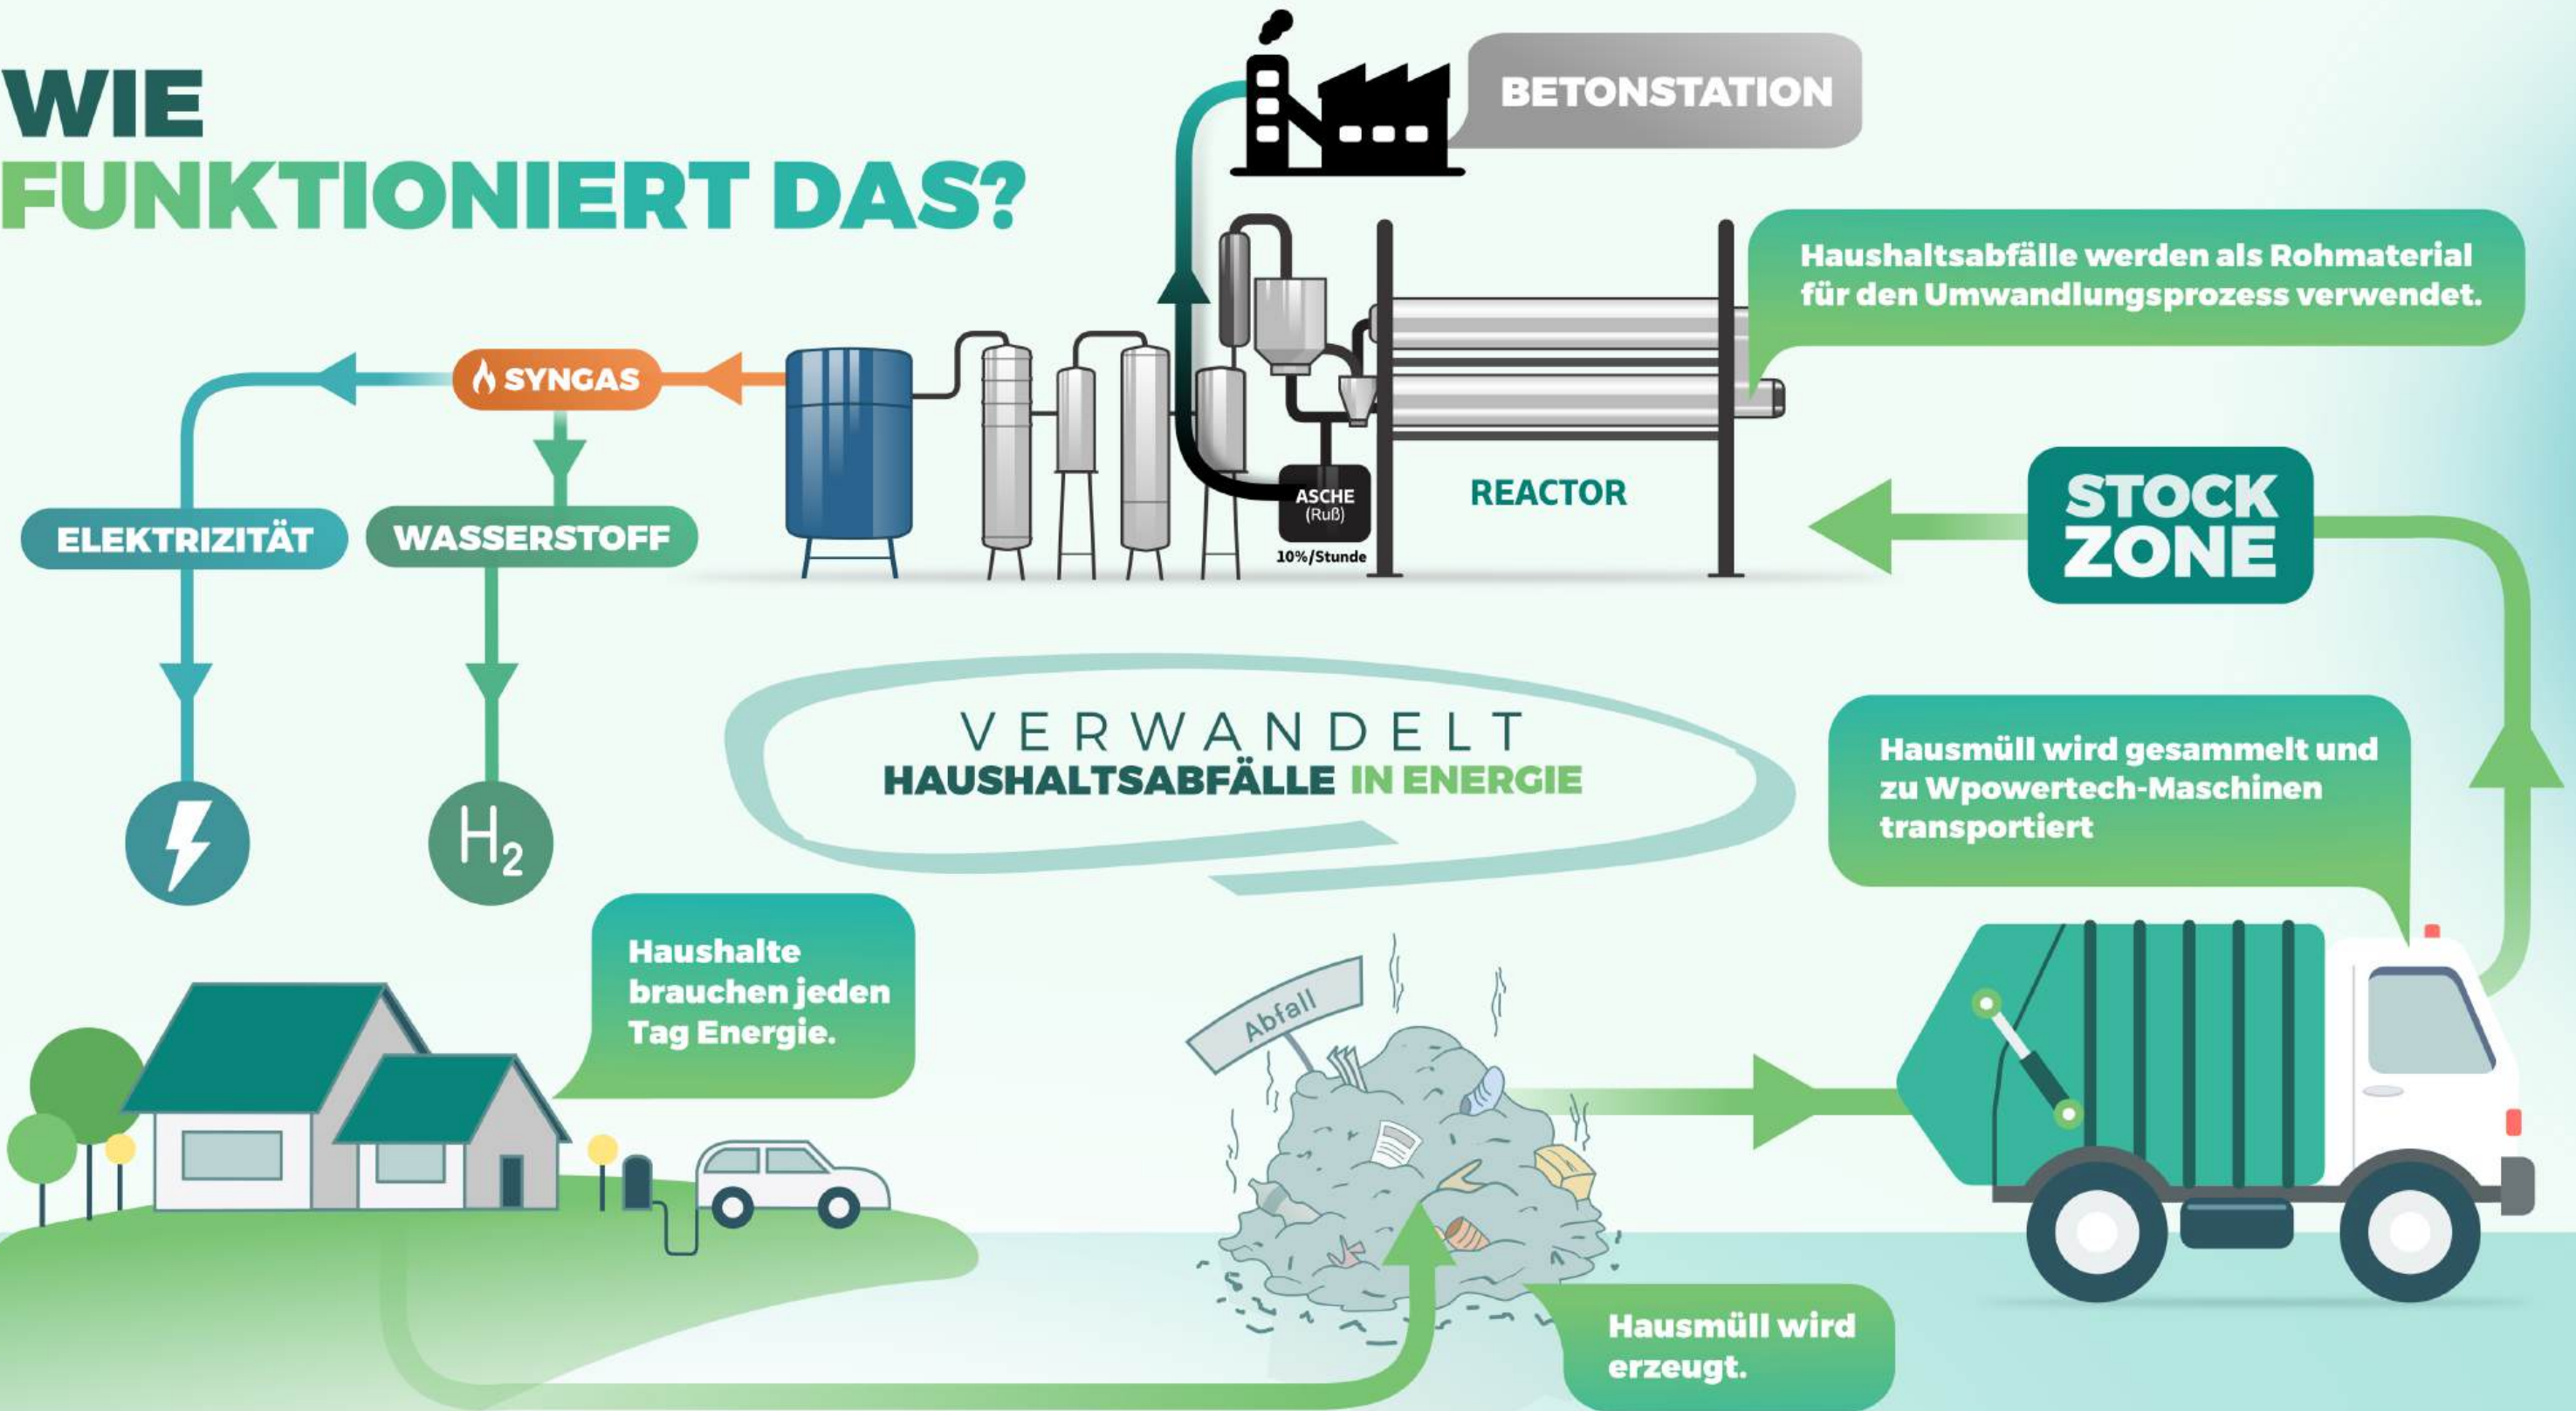 WIE
FUNKTIONIERT DAS?
BETONSTATION
Haushaltsabfälle werden als Rohmaterial
für den Umwandlungsprozess verwendet.
SYNGAS
ELEKTRIZITÄT
WASSERSTOFF
ASCHE
(Ruß)
10%/Stunde
REACTOR
STOCK
ZONE
VERWANDELT
HAUSHALTSABFÄLLE IN ENERGIE
Hausmüll wird gesammelt und
zu Wpowertech-Maschinen
transportiert
H₂
Haushalte
brauchen jeden
Tag Energie.
Abfall
Hausmüll wird
erzeugt.